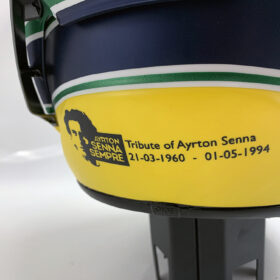 AYRTON
SENNA
SEMPRE
Tribute of Ayrton Senna
21-03-1960 - 01-05-1994